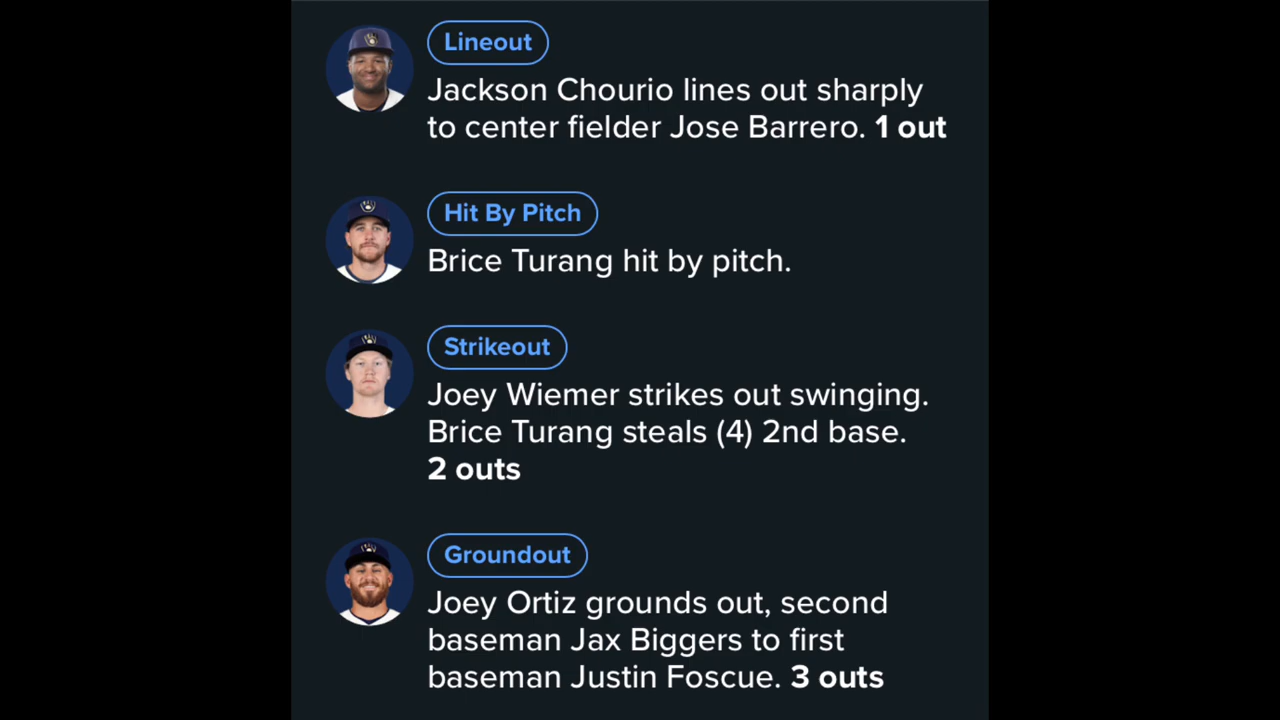 Lineout
Jackson Chourio lines out sharply
to center fielder Jose Barrero. 1 out
Hit By Pitch
Brice Turang hit by pitch.
Strikeout
Joey Wiemer strikes out swinging.
Brice Turang steals (4) 2nd base.
2 outs
Groundout
Joey Ortiz grounds out, second
baseman Jax Biggers to first
baseman Justin Foscue. 3 outs